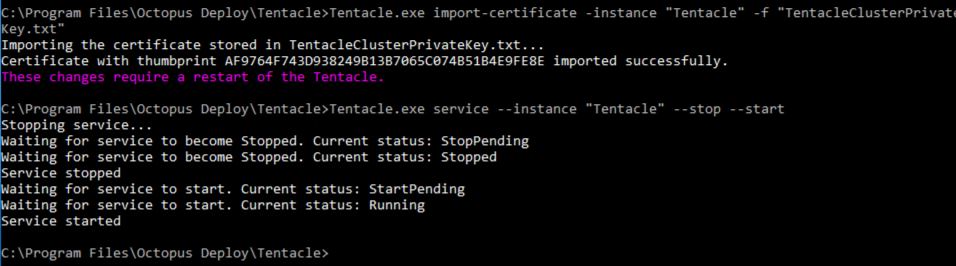 C:\Program Files\Octopus Deploy\Tentacle>Tentacle.exe import-certificate -instance "Tentacle" -f "TentacleClusterPrivate
Key.txt"
Importing the certificate stored in TentacleClusterPrivateKey.txt...
Certificate with thumbprint AF9764F743D938249B13B7065C074B51B4E9FE8E imported successfully.
These changes require a restart of the Tentacle.
C:\Program Files\Octopus Deploy\Tentacle>Tentacle.exe service --instance "Tentacle" --stop --start
Stopping service...
Waiting for service to become Stopped. Current status: StopPending
Waiting for service to become Stopped. Current status: Stopped
Service stopped
Waiting for service to start. Current status: StartPending
Waiting for service to start. Current status: Running
Service started
C:\Program Files\Octopus Deploy\Tentacle>